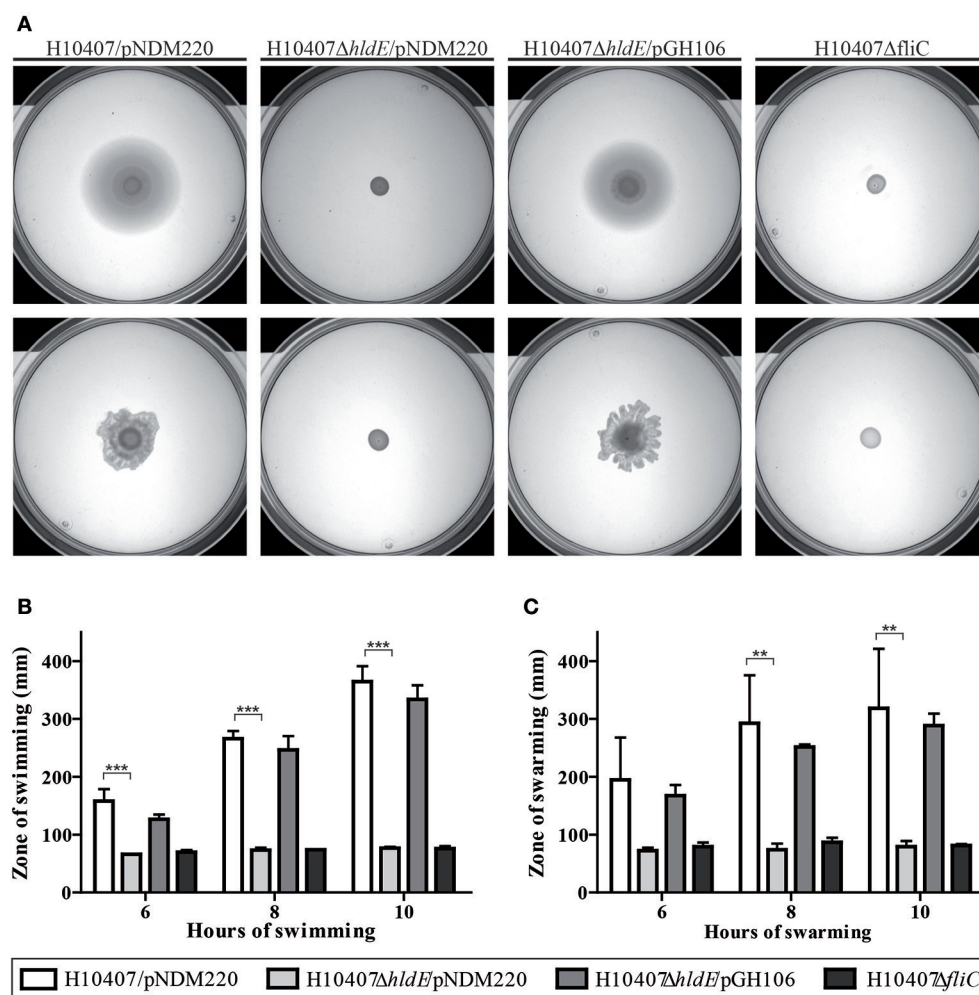 A
H10407/pNDM220 H10407ΔhldE/pNDM220 H10407ΔhldE/pGH106 H10407ΔfliC
B
C
Zone of swimming (mm)
400
300
200
100
0
***
***
***
6 8 10
Hours of swimming
Zone of swarming (mm)
400
300
200
100
0
**
**
6 8 10
Hours of swarming
H10407/pNDM220 H10407ΔhldE/pNDM220 H10407ΔhldE/pGH106 H10407ΔfliC